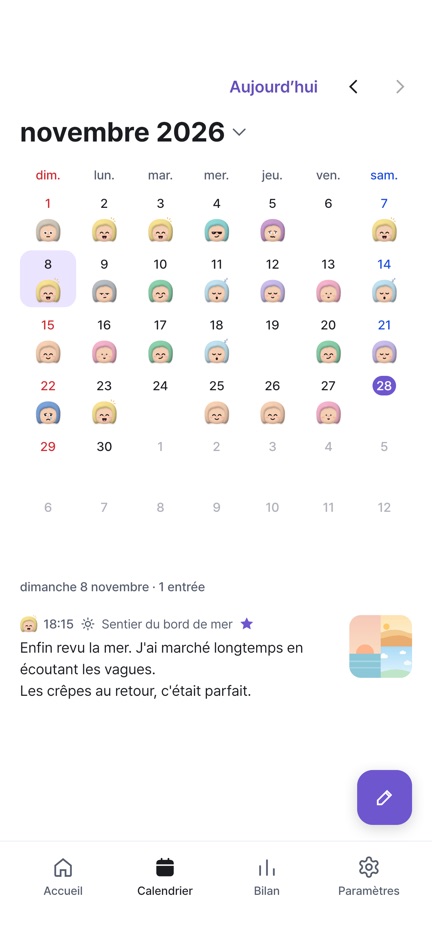 Aujourd’hui
novembre 2026
dim. lun. mar. mer. jeu. ven. sam.
1 2 3 4 5 6 7
8 9 10 11 12 13 14
15 16 17 18 19 20 21
22 23 24 25 26 27 28
29 30 1 2 3 4 5
6 7 8 9 10 11 12
dimanche 8 novembre · 1 entrée
18:15 Sentier du bord de mer
Enfin revu la mer. J'ai marché longtemps en
écoutant les vagues.
Les crêpes au retour, c'était parfait.
Accueil Calendrier Bilan Paramètres